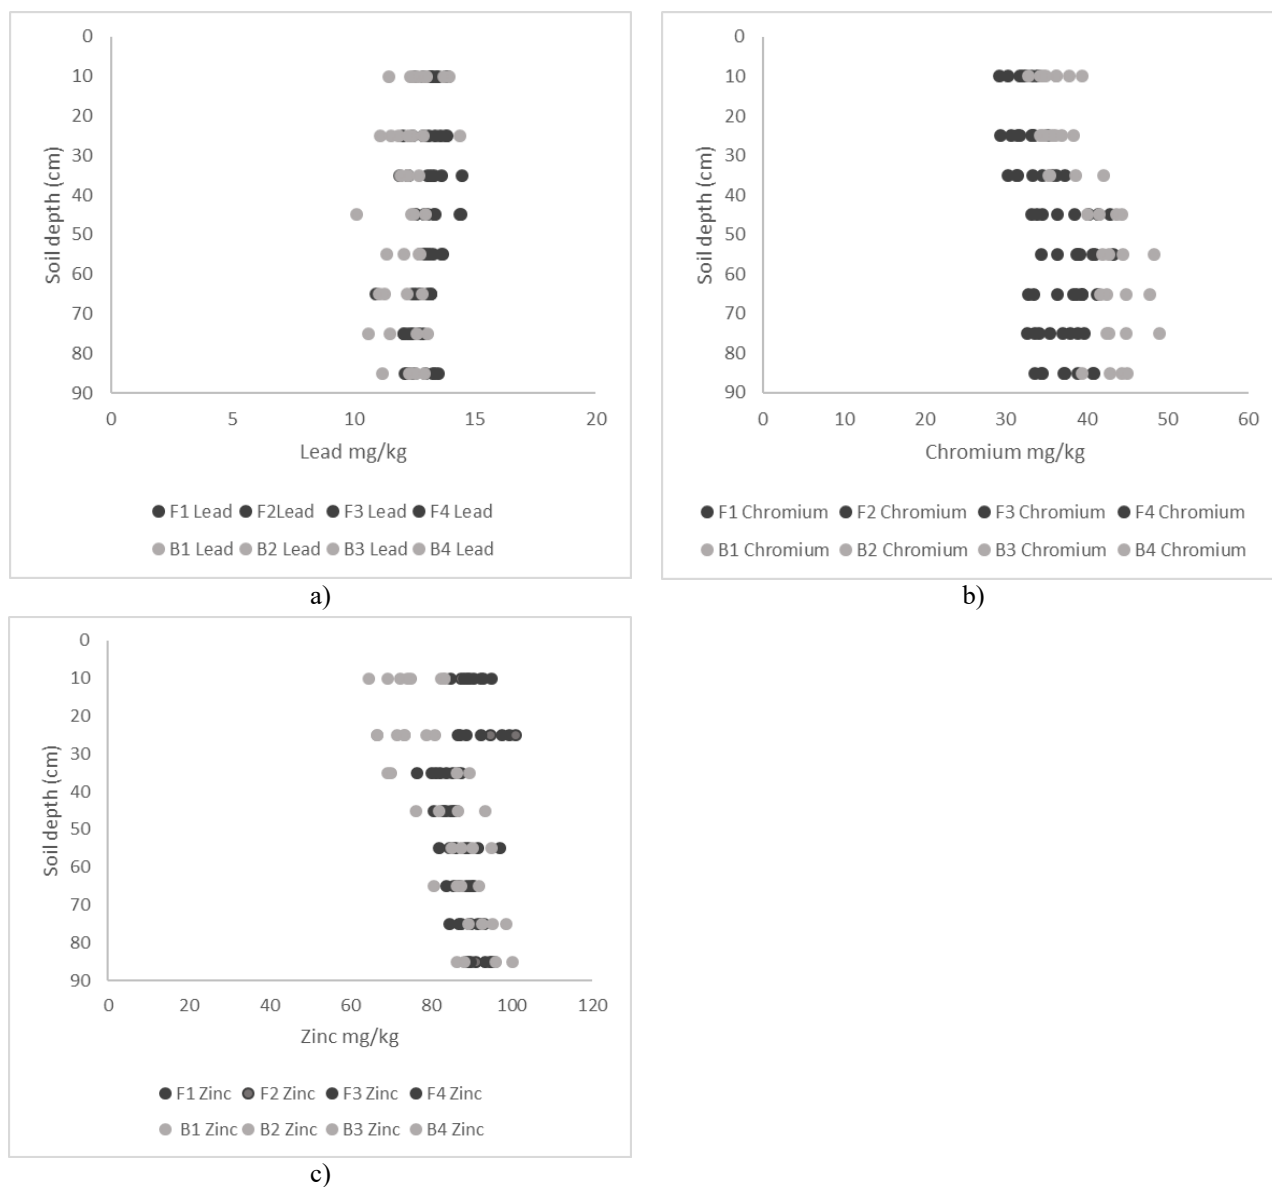 0
10
20
30
40
50
60
70
80
90
Soil depth (cm)
0 5 10 15 20
Lead mg/kg
F1 Lead F2Lead F3 Lead F4 Lead
B1 Lead B2 Lead B3 Lead B4 Lead
a)
0
10
20
30
40
50
60
70
80
90
Soil depth (cm)
0 10 20 30 40 50 60
Chromium mg/kg
F1 Chromium F2 Chromium F3 Chromium F4 Chromium
B1 Chromium B2 Chromium B3 Chromium B4 Chromium
b)
0
10
20
30
40
50
60
70
80
90
Soil depth (cm)
0 20 40 60 80 100 120
Zinc mg/kg
F1 Zinc F2 Zinc F3 Zinc F4 Zinc
B1 Zinc B2 Zinc B3 Zinc B4 Zinc
c)